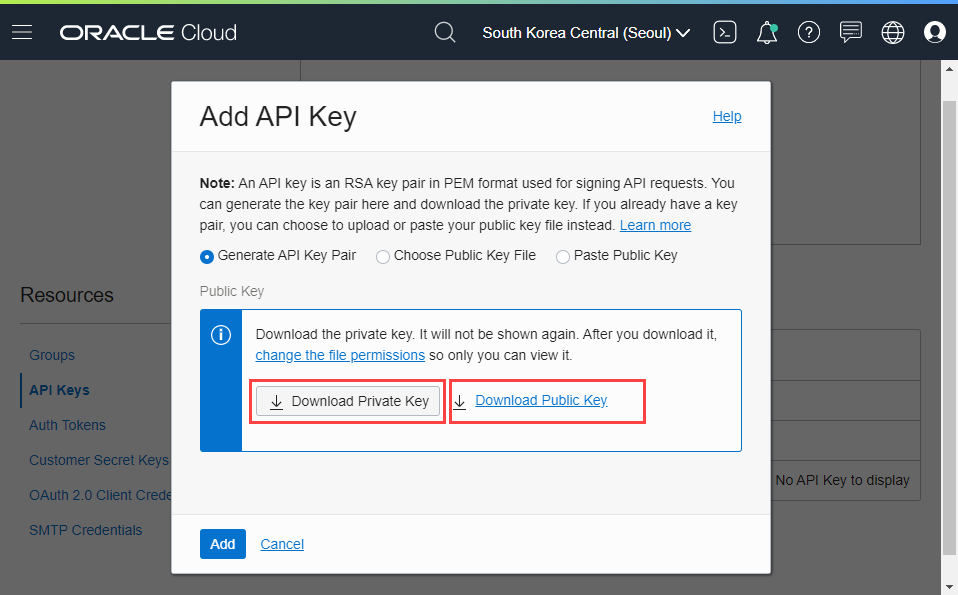 ORACLE Cloud
South Korea Central (Seoul)
Add API Key
Help
Note: An API key is an RSA key pair in PEM format used for signing API requests. You
can generate the key pair here and download the private key. If you already have a key
pair, you can choose to upload or paste your public key file instead. Learn more
Generate API Key Pair
Choose Public Key File
Paste Public Key
Public Key
Download the private key. It will not be shown again. After you download it,
change the file permissions so only you can view it.
Download Private Key
Download Public Key
Add
Cancel
Resources
Groups
API Keys
Auth Tokens
Customer Secret Keys
OAuth 2.0 Client Crede
SMTP Credentials
No API Key to display